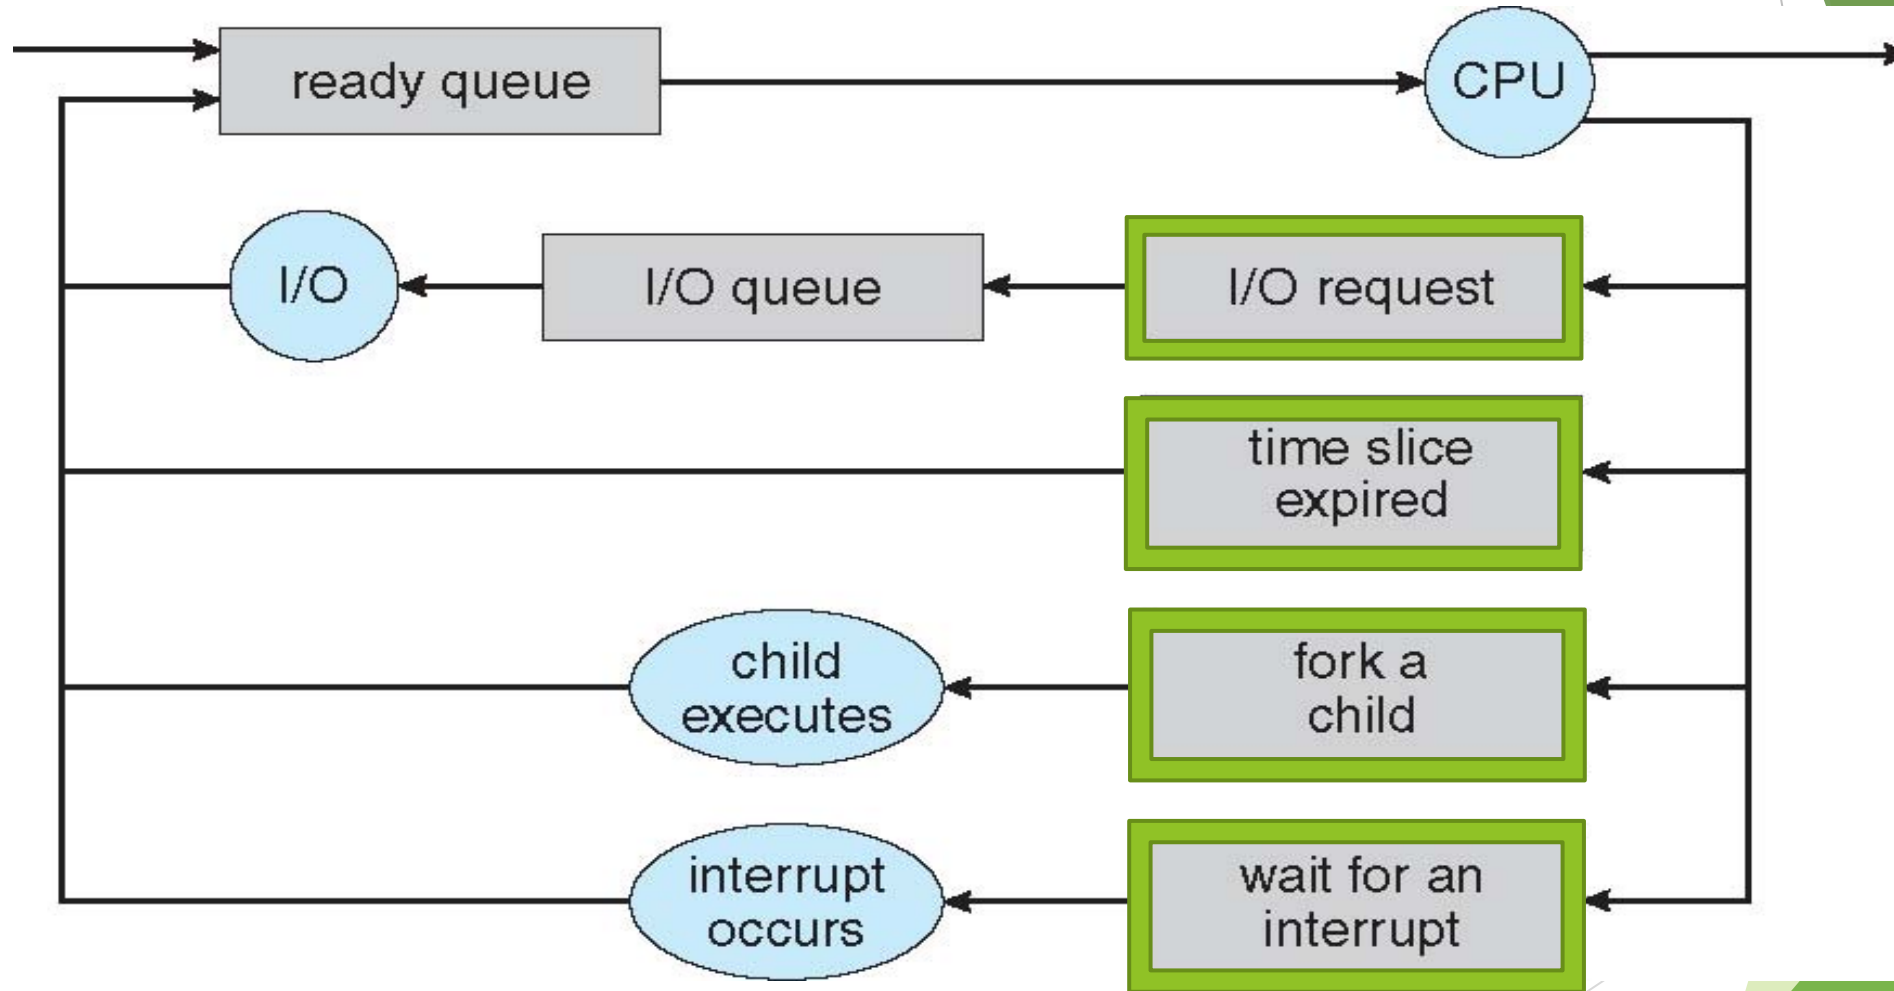 ready queue
CPU
I/O
I/O queue
I/O request
time slice
expired
child
executes
fork a
child
interrupt
occurs
wait for an
interrupt